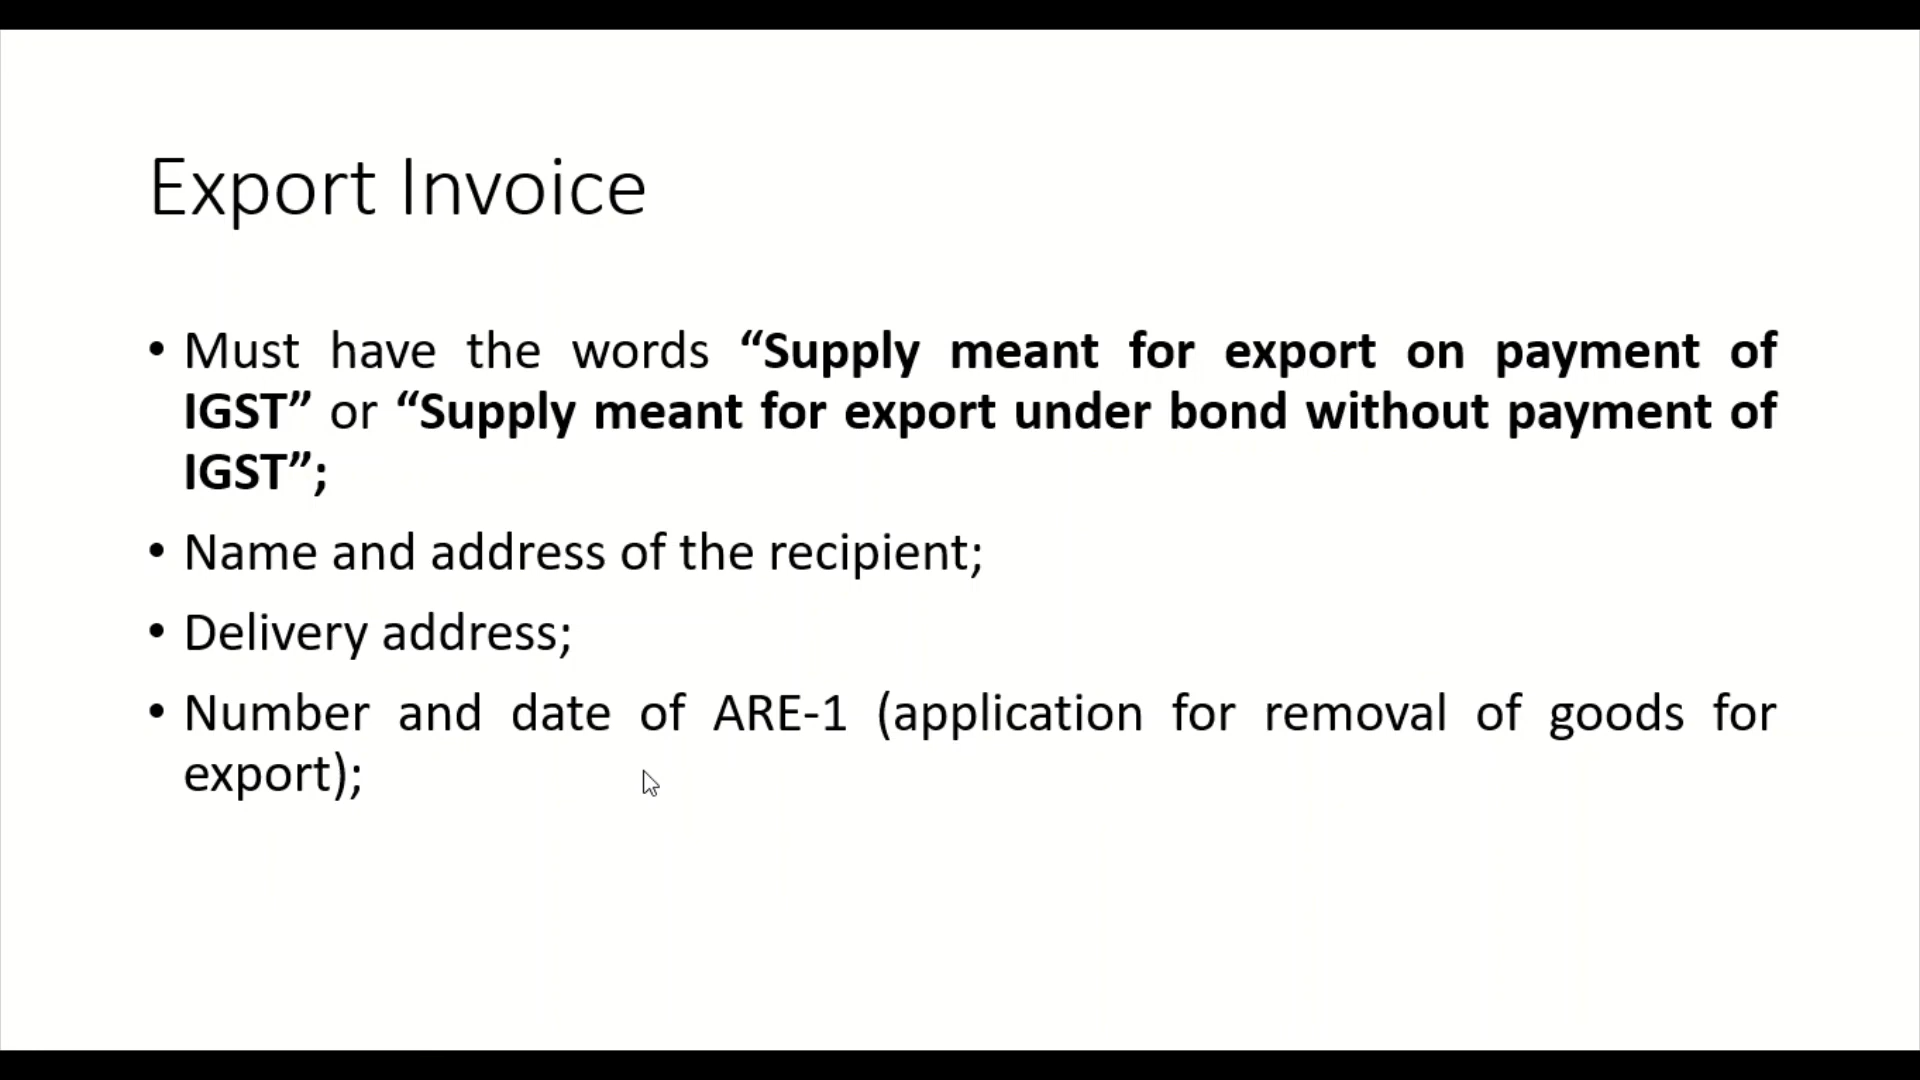 Export Invoice
• Must have the words “Supply meant for export on payment of
IGST” or “Supply meant for export under bond without payment of
IGST”;
• Name and address of the recipient;
• Delivery address;
• Number and date of ARE-1 (application for removal of goods for
export);